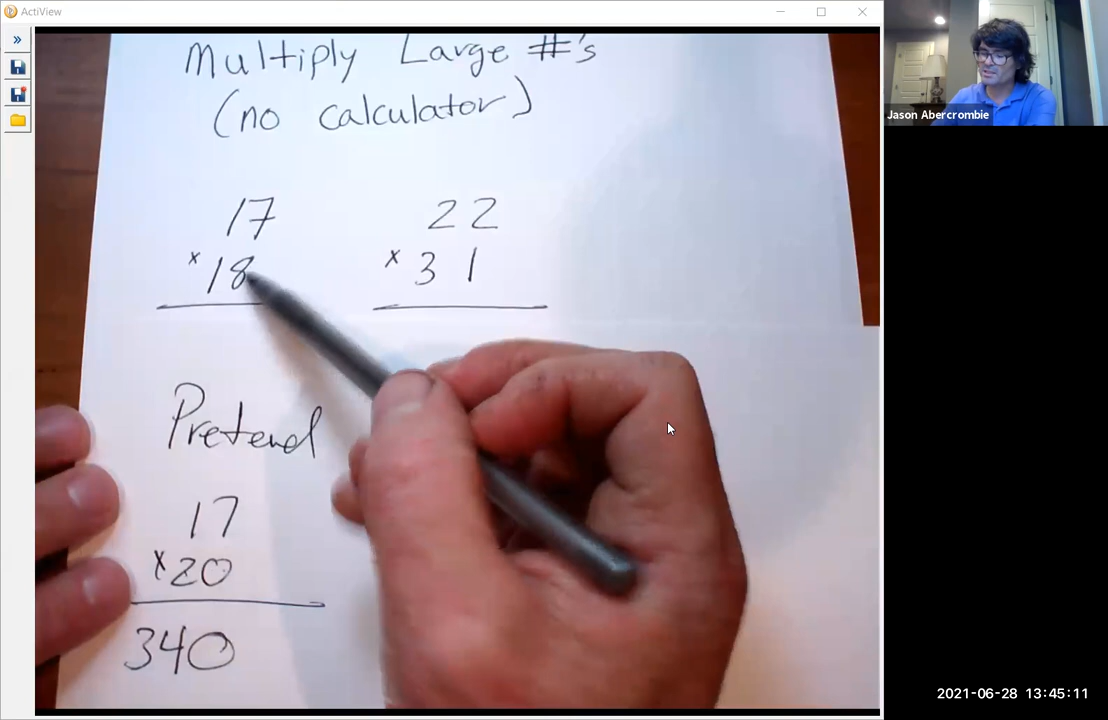 ActiView
Multiply Large #'s
(no calculator)
17
x 18
22
x 31
Pretend
17
x 20
340
Jason Abercrombie
2021-06-28 13:45:11